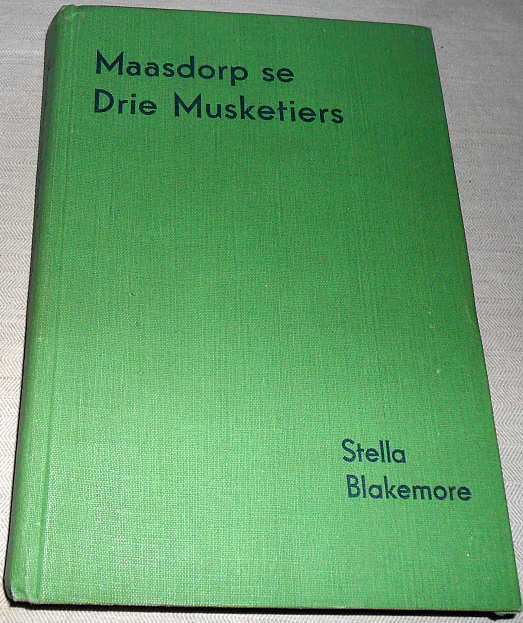 Maasdorp se
Drie Musketiers
Stella
Blakemore